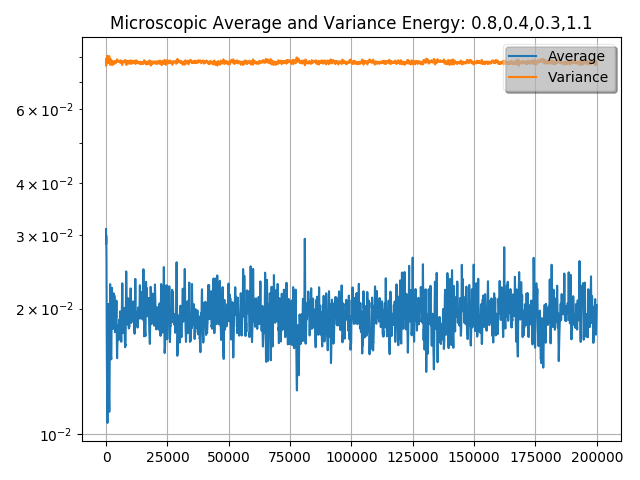 Microscopic Average and Variance Energy: 0.8,0.4,0.3,1.1
Average
Variance
6 × 10⁻²
4 × 10⁻²
3 × 10⁻²
2 × 10⁻²
10⁻²
0 25000 50000 75000 100000 125000 150000 175000 200000